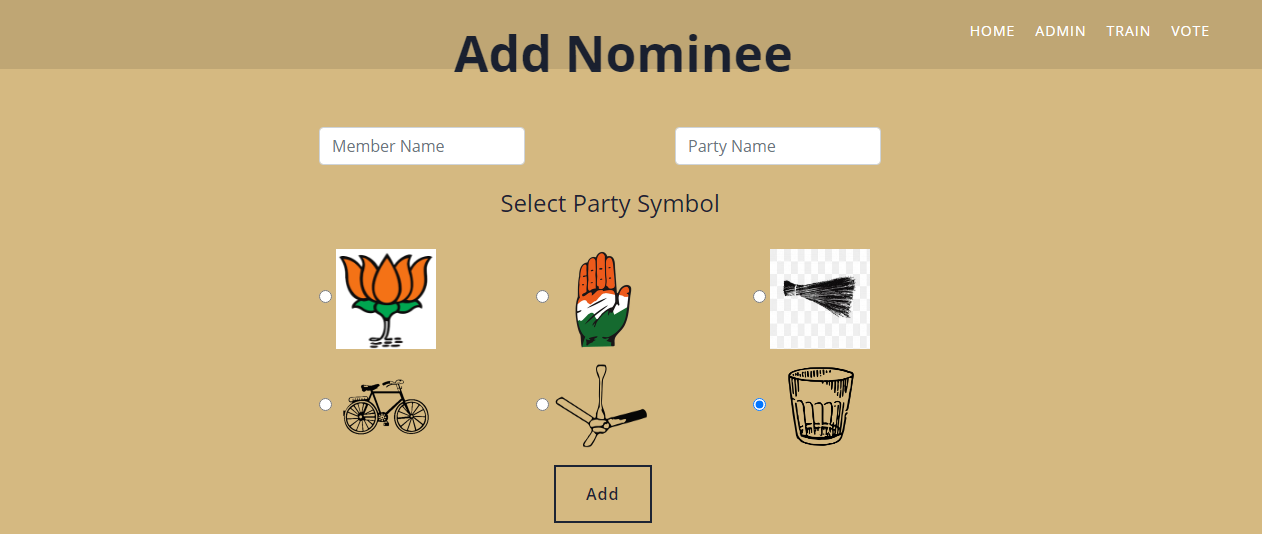 HOME ADMIN TRAIN VOTE
Add Nominee
Member Name
Party Name
Select Party Symbol
Add